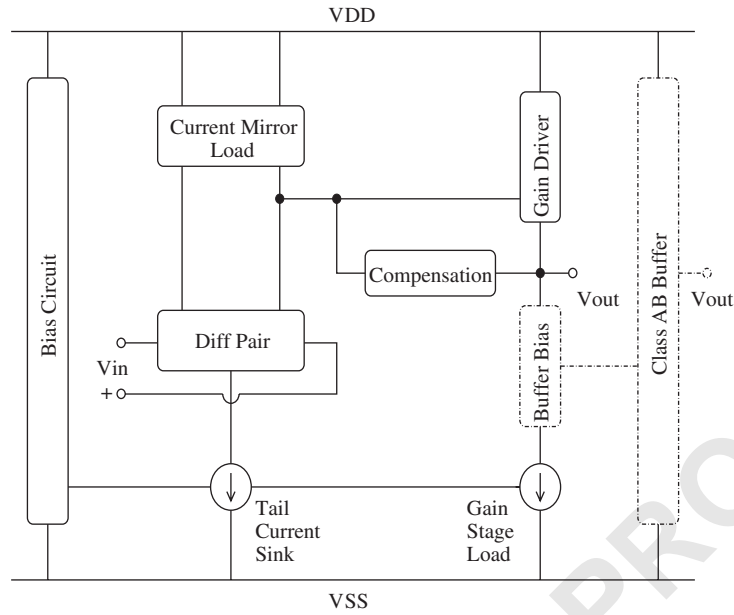 VDD
Current Mirror
Load
Gain Driver
Bias Circuit
Class AB Buffer
Compensation
Vout
Vout
Diff Pair
Vin
+
Buffer Bias
Tail
Current
Sink
Gain
Stage
Load
VSS
PRO